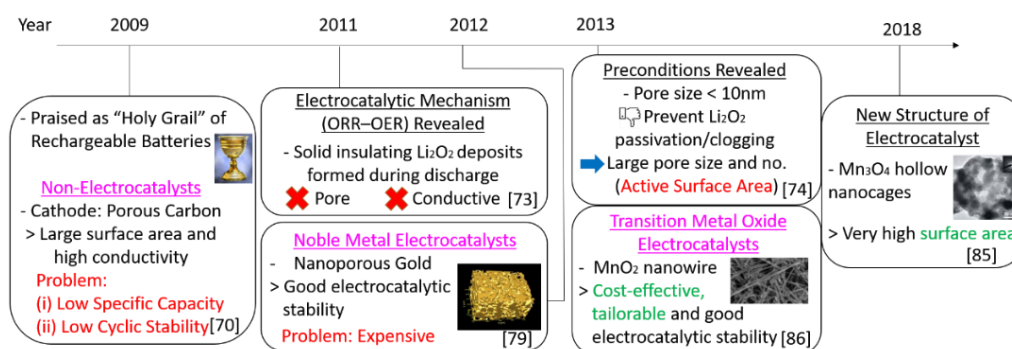 Year
2009
2011
2012
2013
2018
- Praised as “Holy Grail” of
Rechargeable Batteries
Non-Electrocatalysts
- Cathode: Porous Carbon
> Large surface area and
high conductivity
Problem:
(i) Low Specific Capacity
(ii) Low Cyclic Stability [70]
Electrocatalytic Mechanism
(ORR–OER) Revealed
- Solid insulating Li₂O₂ deposits
formed during discharge
Pore Conductive [73]
Noble Metal Electrocatalysts
- Nanoporous Gold
> Good electrocatalytic
stability
Problem: Expensive [79]
Preconditions Revealed
- Pore size < 10nm
Prevent Li₂O₂
passivation/clogging
Large pore size and no.
(Active Surface Area) [74]
Transition Metal Oxide
Electrocatalysts
- MnO₂ nanowire
> Cost-effective,
tailorable and good
electrocatalytic stability [86]
New Structure of
Electrocatalyst
- Mn₃O₄ hollow
nanocages
> Very high surface area
[85]